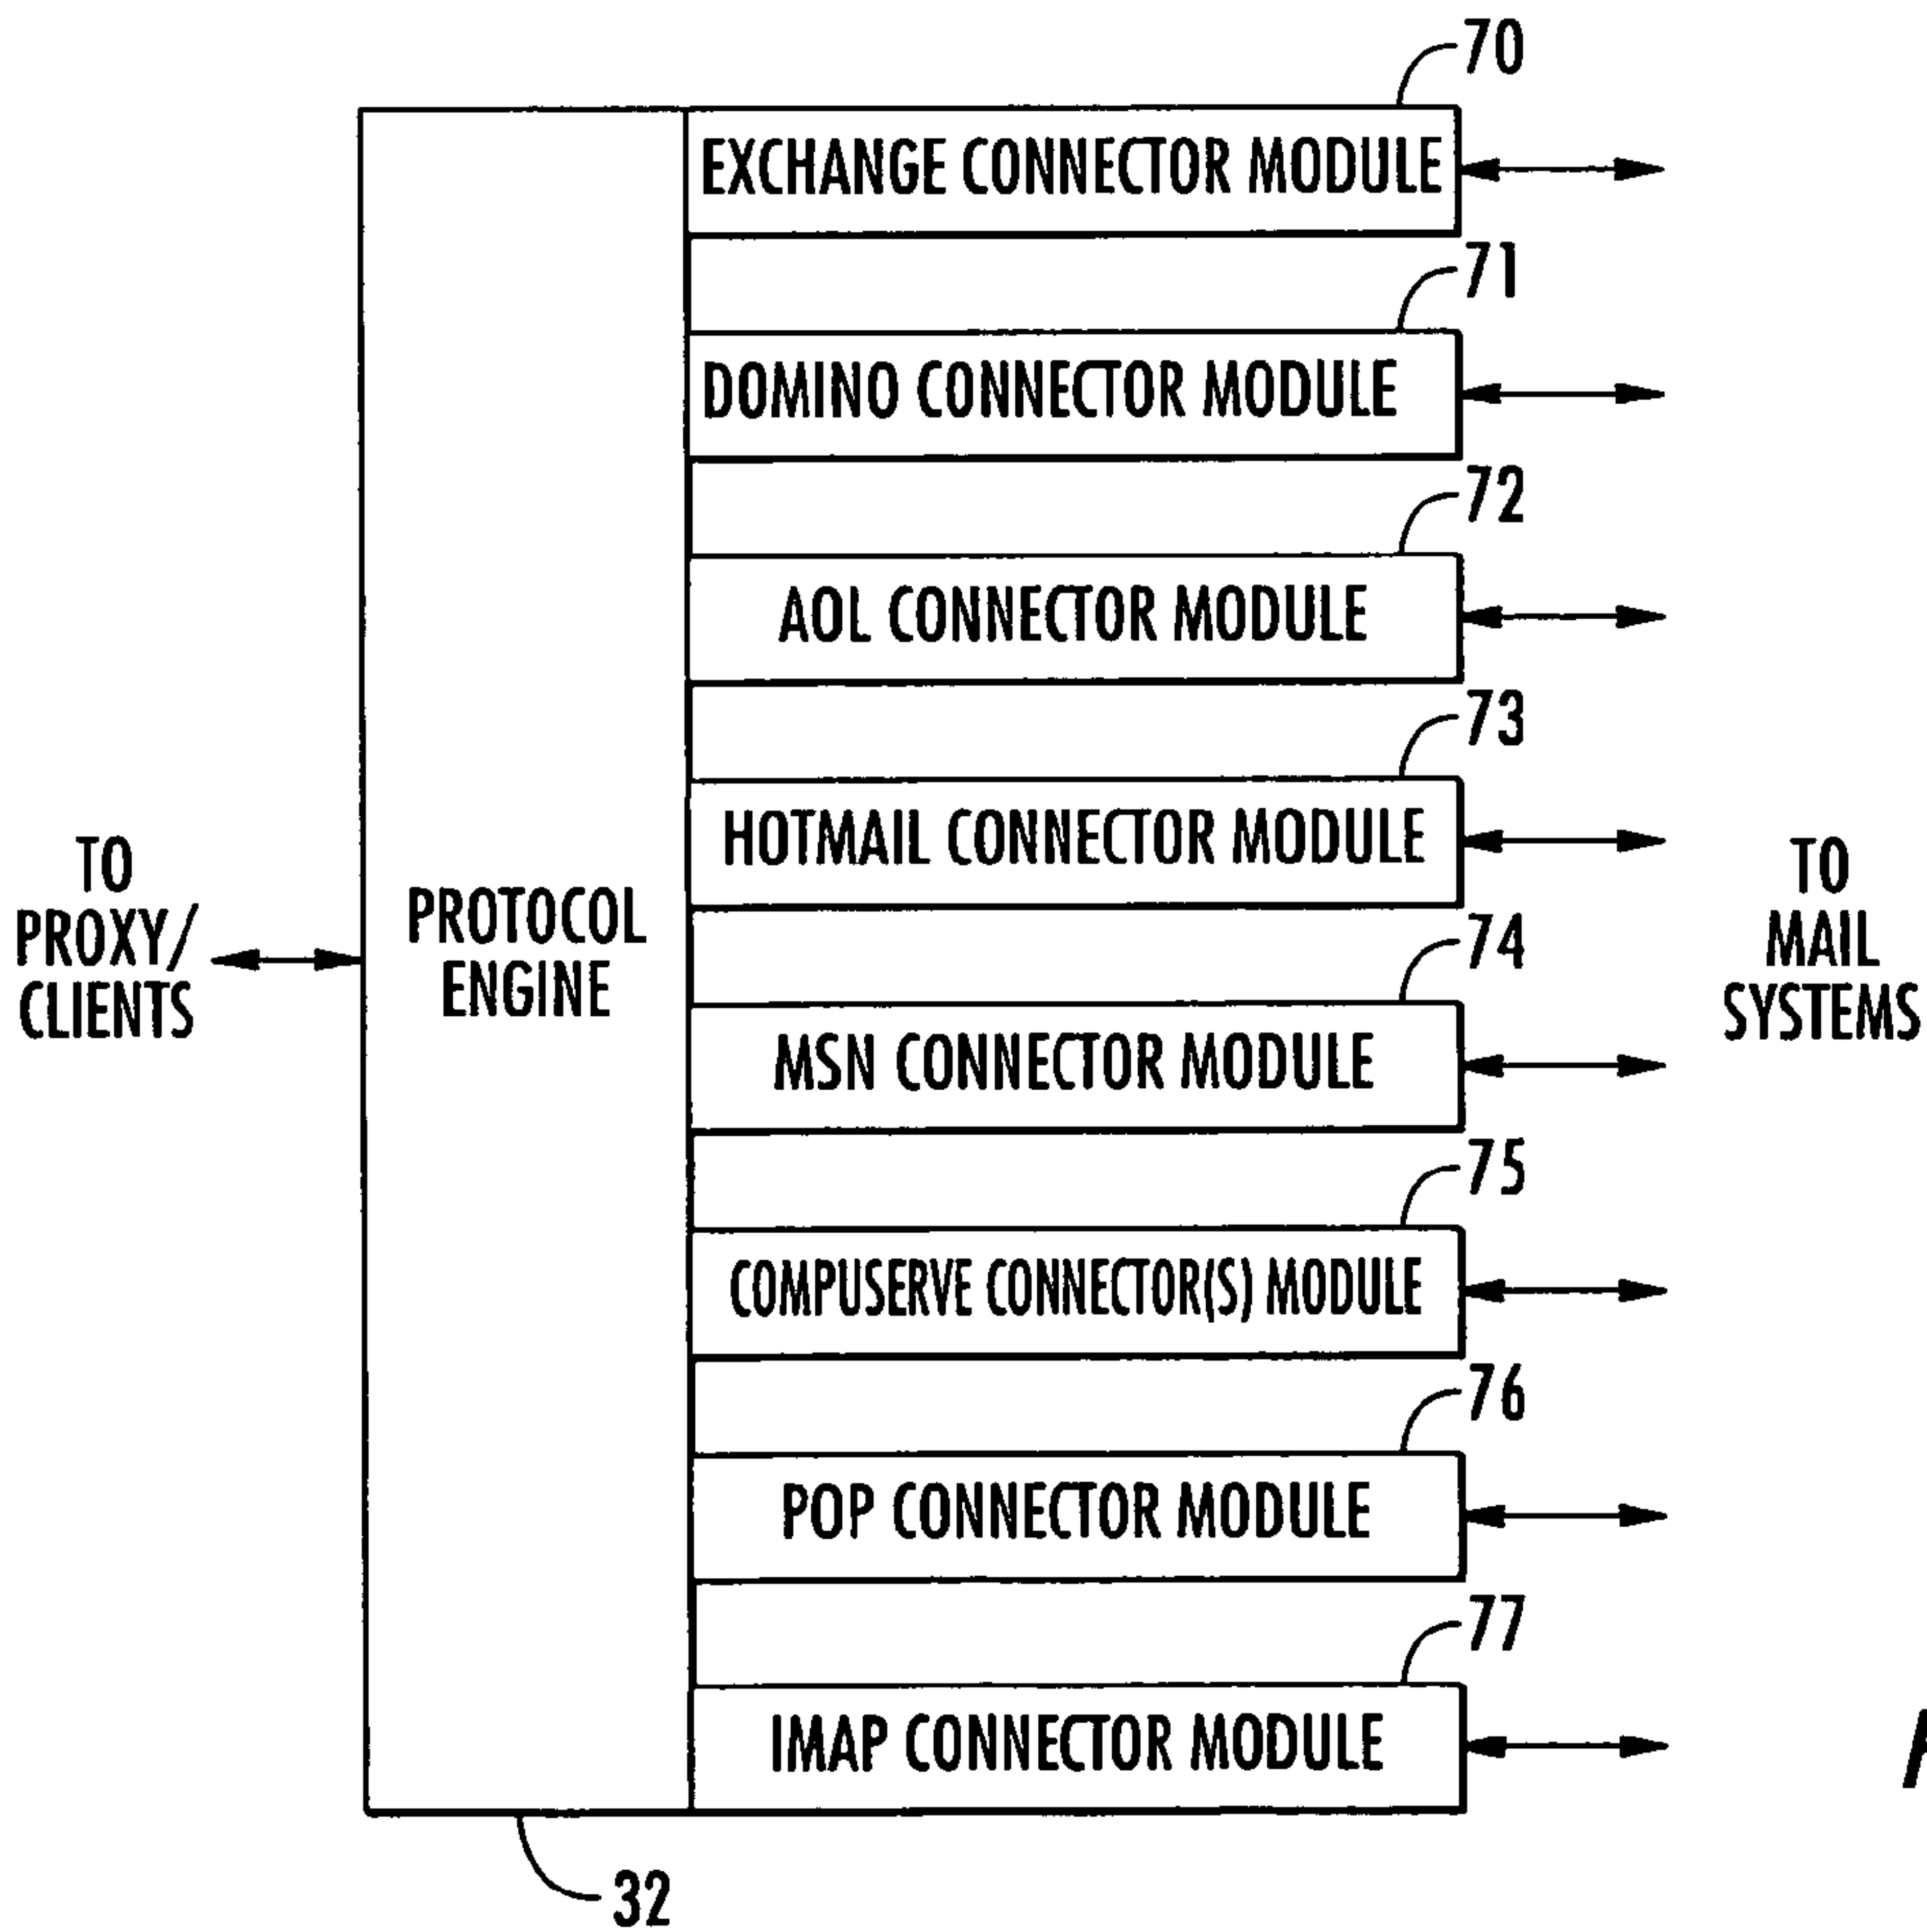 70
EXCHANGE CONNECTOR MODULE
71
DOMINO CONNECTOR MODULE
72
AOL CONNECTOR MODULE
73
HOTMAIL CONNECTOR MODULE
TO
PROXY/
CLIENTS
PROTOCOL
ENGINE
TO
MAIL
SYSTEMS
74
MSN CONNECTOR MODULE
75
COMPUSERVE CONNECTOR(S) MODULE
76
POP CONNECTOR MODULE
77
IMAP CONNECTOR MODULE
32